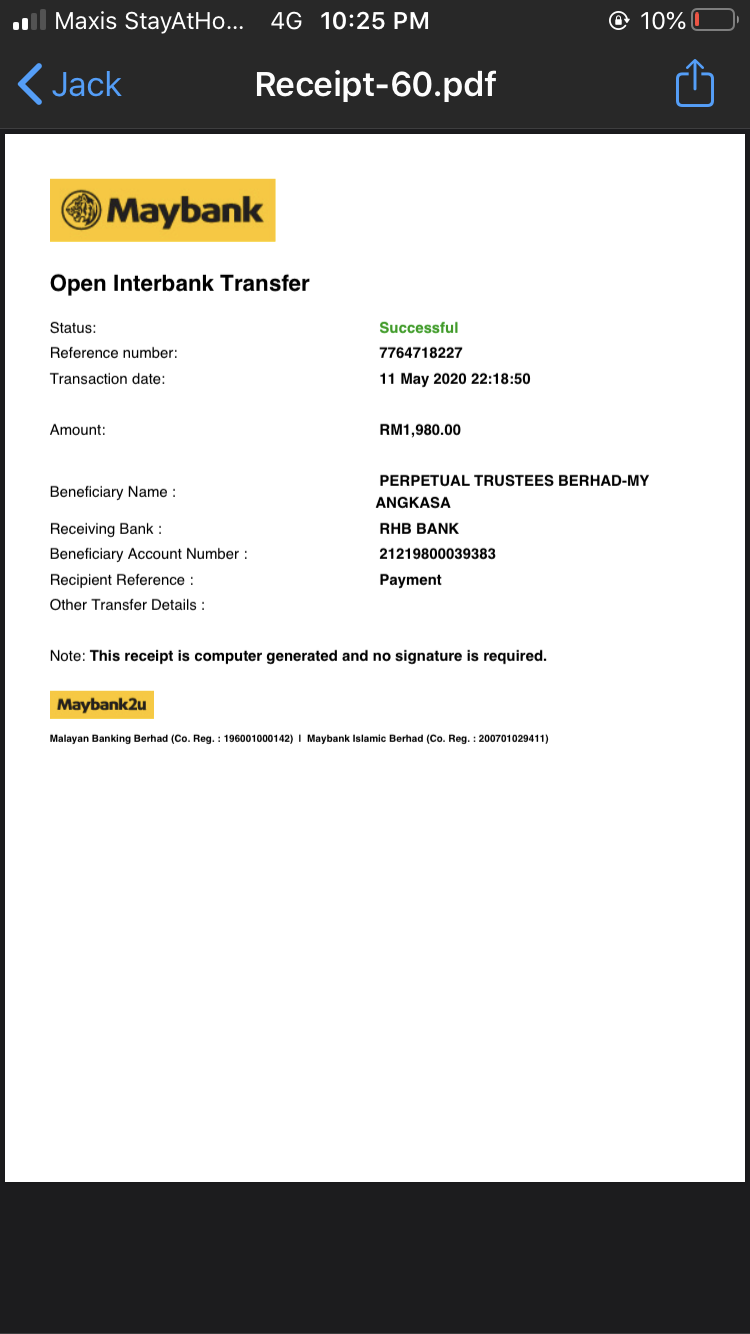 Maxis StayAtHo... 4G 10:25 PM 10%
Jack Receipt-60.pdf
Maybank
Open Interbank Transfer
Status: Successful
Reference number: 7764718227
Transaction date: 11 May 2020 22:18:50
Amount: RM1,980.00
Beneficiary Name : PERPETUAL TRUSTEES BERHAD-MY
ANGKASA
Receiving Bank : RHB BANK
Beneficiary Account Number : 21219800039383
Recipient Reference : Payment
Other Transfer Details :
Note: This receipt is computer generated and no signature is required.
Maybank2u
Malayan Banking Berhad (Co. Reg. : 196001000142) I Maybank Islamic Berhad (Co. Reg. : 200701029411)